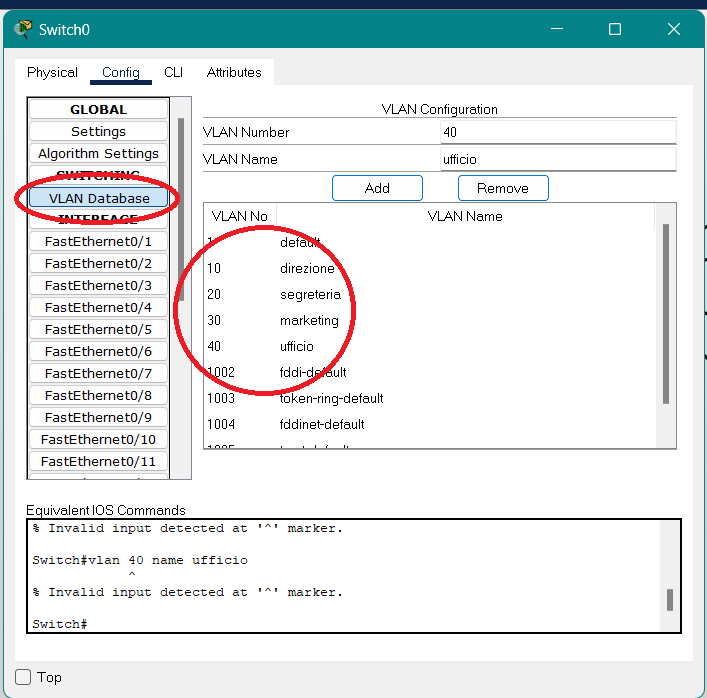 Switch0
Physical Config CLI Attributes
GLOBAL
Settings
Algorithm Settings
SWITCHING
VLAN Database
INTERFACE
FastEthernet0/1
FastEthernet0/2
FastEthernet0/3
FastEthernet0/4
FastEthernet0/5
FastEthernet0/6
FastEthernet0/7
FastEthernet0/8
FastEthernet0/9
FastEthernet0/10
FastEthernet0/11
VLAN Configuration
VLAN Number 40
VLAN Name ufficio
Add Remove
VLAN No VLAN Name
1 default
10 direzione
20 segreteria
30 marketing
40 ufficio
1002 fddi-default
1003 token-ring-default
1004 fddinet-default
Equivalent IOS Commands
% Invalid input detected at '^' marker.
Switch#vlan 40 name ufficio
^
% Invalid input detected at '^' marker.
Switch#
Top